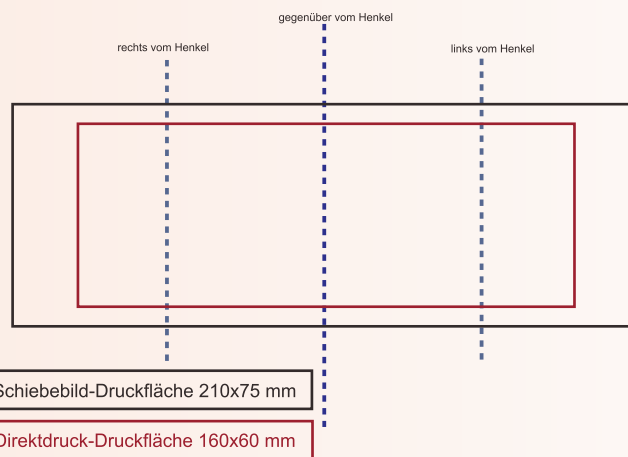 gegenüber vom Henkel
rechts vom Henkel
links vom Henkel
Schiebebild-Druckfläche 210x75 mm
Direktdruck-Druckfläche 160x60 mm